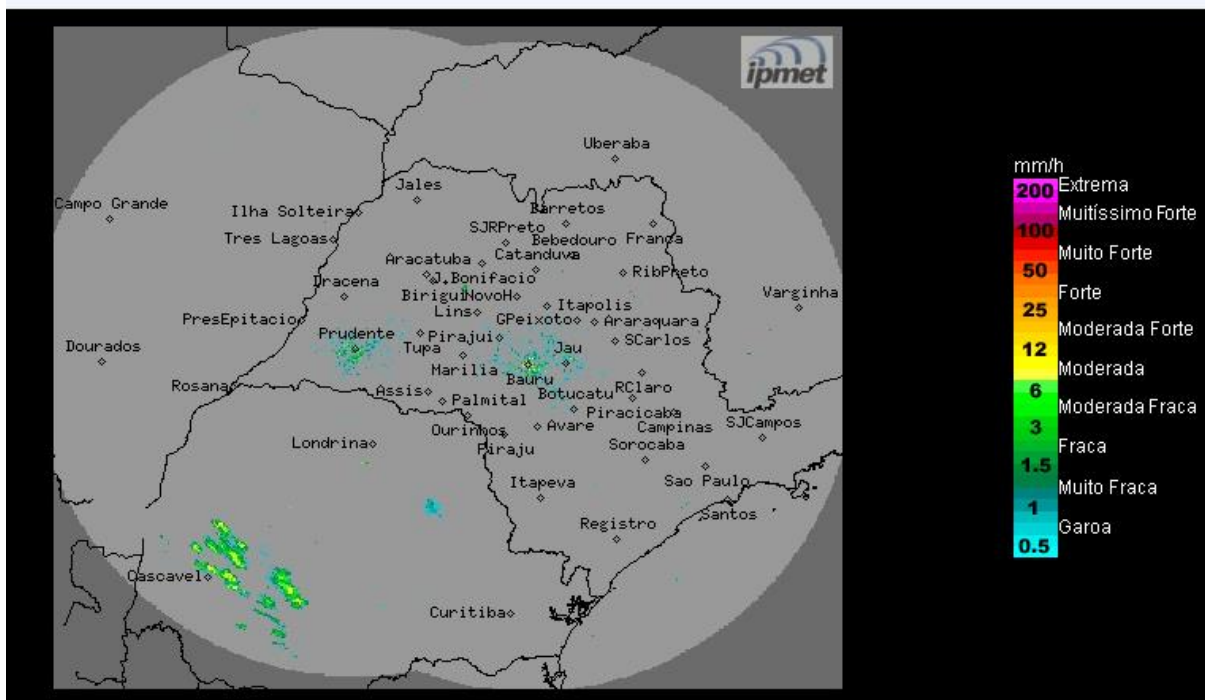 ipmet
Uberaba
Jales
Campo Grande
Ilha Solteira
Barretos
SJRPreto
Tres Lagoas
Bebedouro
Franca
Aracatuba
Catanduva
J.Bonifacio
RibPreto
Dracena
Birigui
NovoH
Itapolis
Varginha
Lins
PresEpitacio
GPeixoto
Araraquara
Prudente
Pirajui
SCarlos
Dourados
Tupa
Jau
Marilia
Bauru
Rosana
Assis
Botucatu
RClaro
Palmital
Piracicaba
Ourinhos
Avare
Campinas
SJCampos
Londrina
Piraju
Sorocaba
Itapeva
Sao Paulo
Santos
Registro
Cascavel
Curitiba
mm/h
200 Extrema
Muitíssimo Forte
100
Muito Forte
50
Forte
25
Moderada Forte
12
Moderada
6
Moderada Fraca
3
Fraca
1.5
Muito Fraca
1
Garoa
0.5